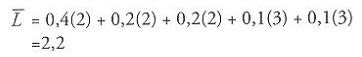 L̅ = 0,4(2) + 0,2(2) + 0,2(2) + 0,1(3) + 0,1(3)
=2,2